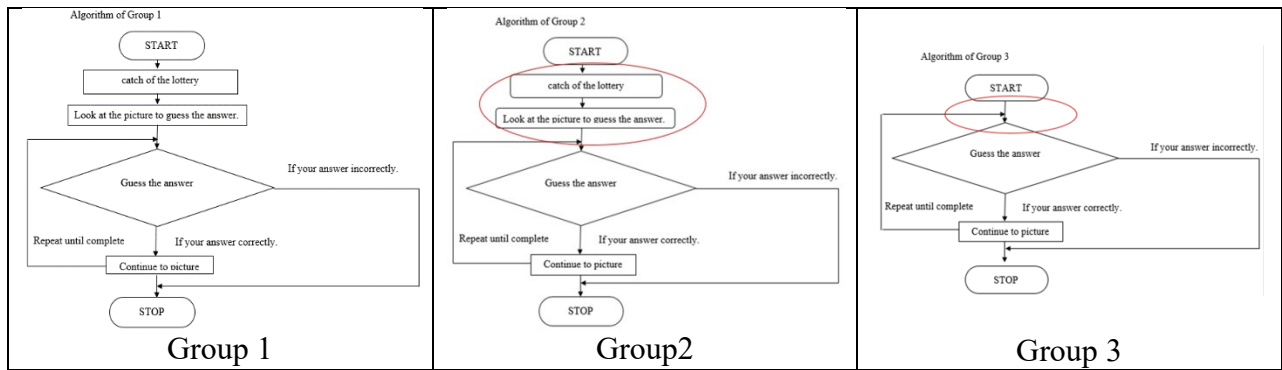 Algorithm of Group 1
START
catch of the lottery
Look at the picture to guess the answer.
Guess the answer
If your answer incorrectly.
Repeat until complete
If your answer correctly.
Continue to picture
STOP
Group 1
Algorithm of Group 2
START
catch of the lottery
Look at the picture to guess the answer.
Guess the answer
If your answer incorrectly.
Repeat until complete
If your answer correctly.
Continue to picture
STOP
Group2
Algorithm of Group 3
START
Guess the answer
If your answer incorrectly.
Repeat until complete
If your answer correctly.
Continue to picture
STOP
Group 3